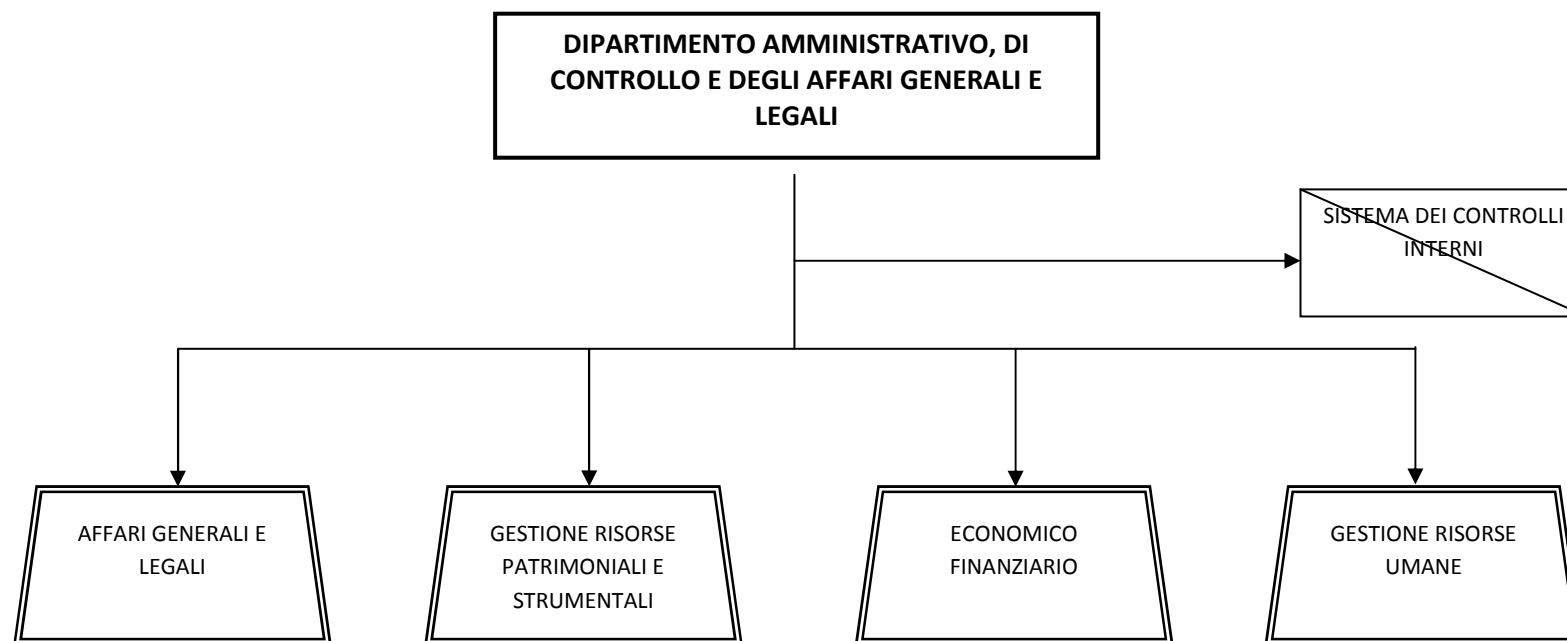 DIPARTIMENTO AMMINISTRATIVO, DI
CONTROLLO E DEGLI AFFARI GENERALI E
LEGALI
SISTEMA DEI CONTROLLI
INTERNI
AFFARI GENERALI E
LEGALI
GESTIONE RISORSE
PATRIMONIALI E
STRUMENTALI
ECONOMICO
FINANZIARIO
GESTIONE RISORSE
UMANE